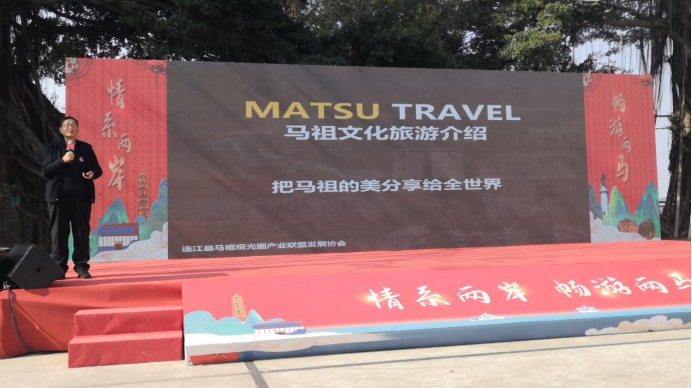 情系两岸
MATSU TRAVEL
马祖文化旅游介绍
把马祖的美分享给全世界
连江县马祖观光圈产业联盟发展协会
畅游两马
情系两岸 畅游两马